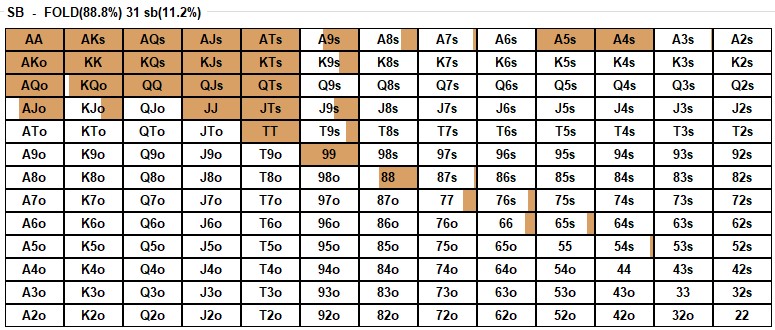 SB - FOLD(88.8%) 31 sb(11.2%)
AA AKs AQs AJs ATs A9s A8s A7s A6s A5s A4s A3s A2s
AKo KK KQs KJs KTs K9s K8s K7s K6s K5s K4s K3s K2s
AQo KQo QQ QJs QTs Q9s Q8s Q7s Q6s Q5s Q4s Q3s Q2s
AJo KJo QJo JJ JTs J9s J8s J7s J6s J5s J4s J3s J2s
ATo KTo QTo JTo TT T9s T8s T7s T6s T5s T4s T3s T2s
A9o K9o Q9o J9o T9o 99 98s 97s 96s 95s 94s 93s 92s
A8o K8o Q8o J8o T8o 98o 88 87s 86s 85s 84s 83s 82s
A7o K7o Q7o J7o T7o 97o 87o 77 76s 75s 74s 73s 72s
A6o K6o Q6o J6o T6o 96o 86o 76o 66 65s 64s 63s 62s
A5o K5o Q5o J5o T5o 95o 85o 75o 65o 55 54s 53s 52s
A4o K4o Q4o J4o T4o 94o 84o 74o 64o 54o 44 43s 42s
A3o K3o Q3o J3o T3o 93o 83o 73o 63o 53o 43o 33 32s
A2o K2o Q2o J2o T2o 92o 82o 72o 62o 52o 42o 32o 22